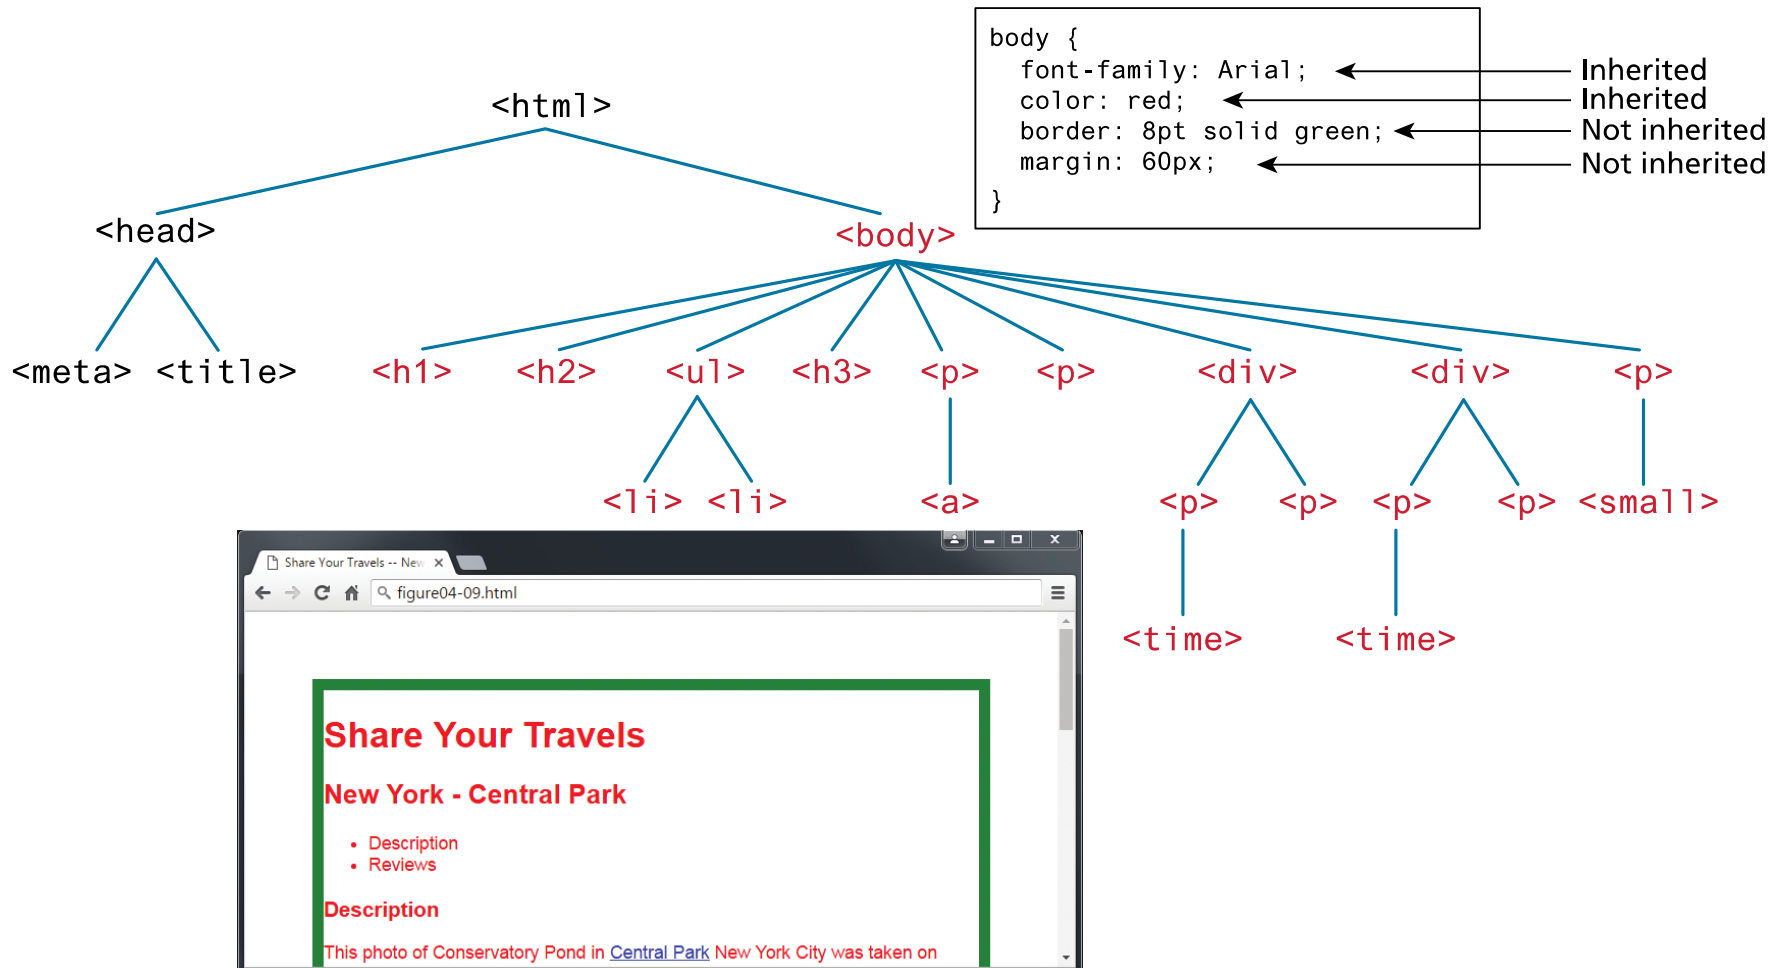 body {
font-family: Arial;
Inherited
color: red;
Inherited
border: 8pt solid green;
Not inherited
margin: 60px;
Not inherited
}
<html>
<head>
<body>
<meta> <title> <h1> <h2> <ul> <h3> <p> <p> <div> <div> <p>
<li> <li> <a> <p> <p> <p> <p> <small>
<time> <time>
Share Your Travels -- New
figure04-09.html
Share Your Travels
New York - Central Park
• Description
• Reviews
Description
This photo of Conservatory Pond in Central Park New York City was taken on